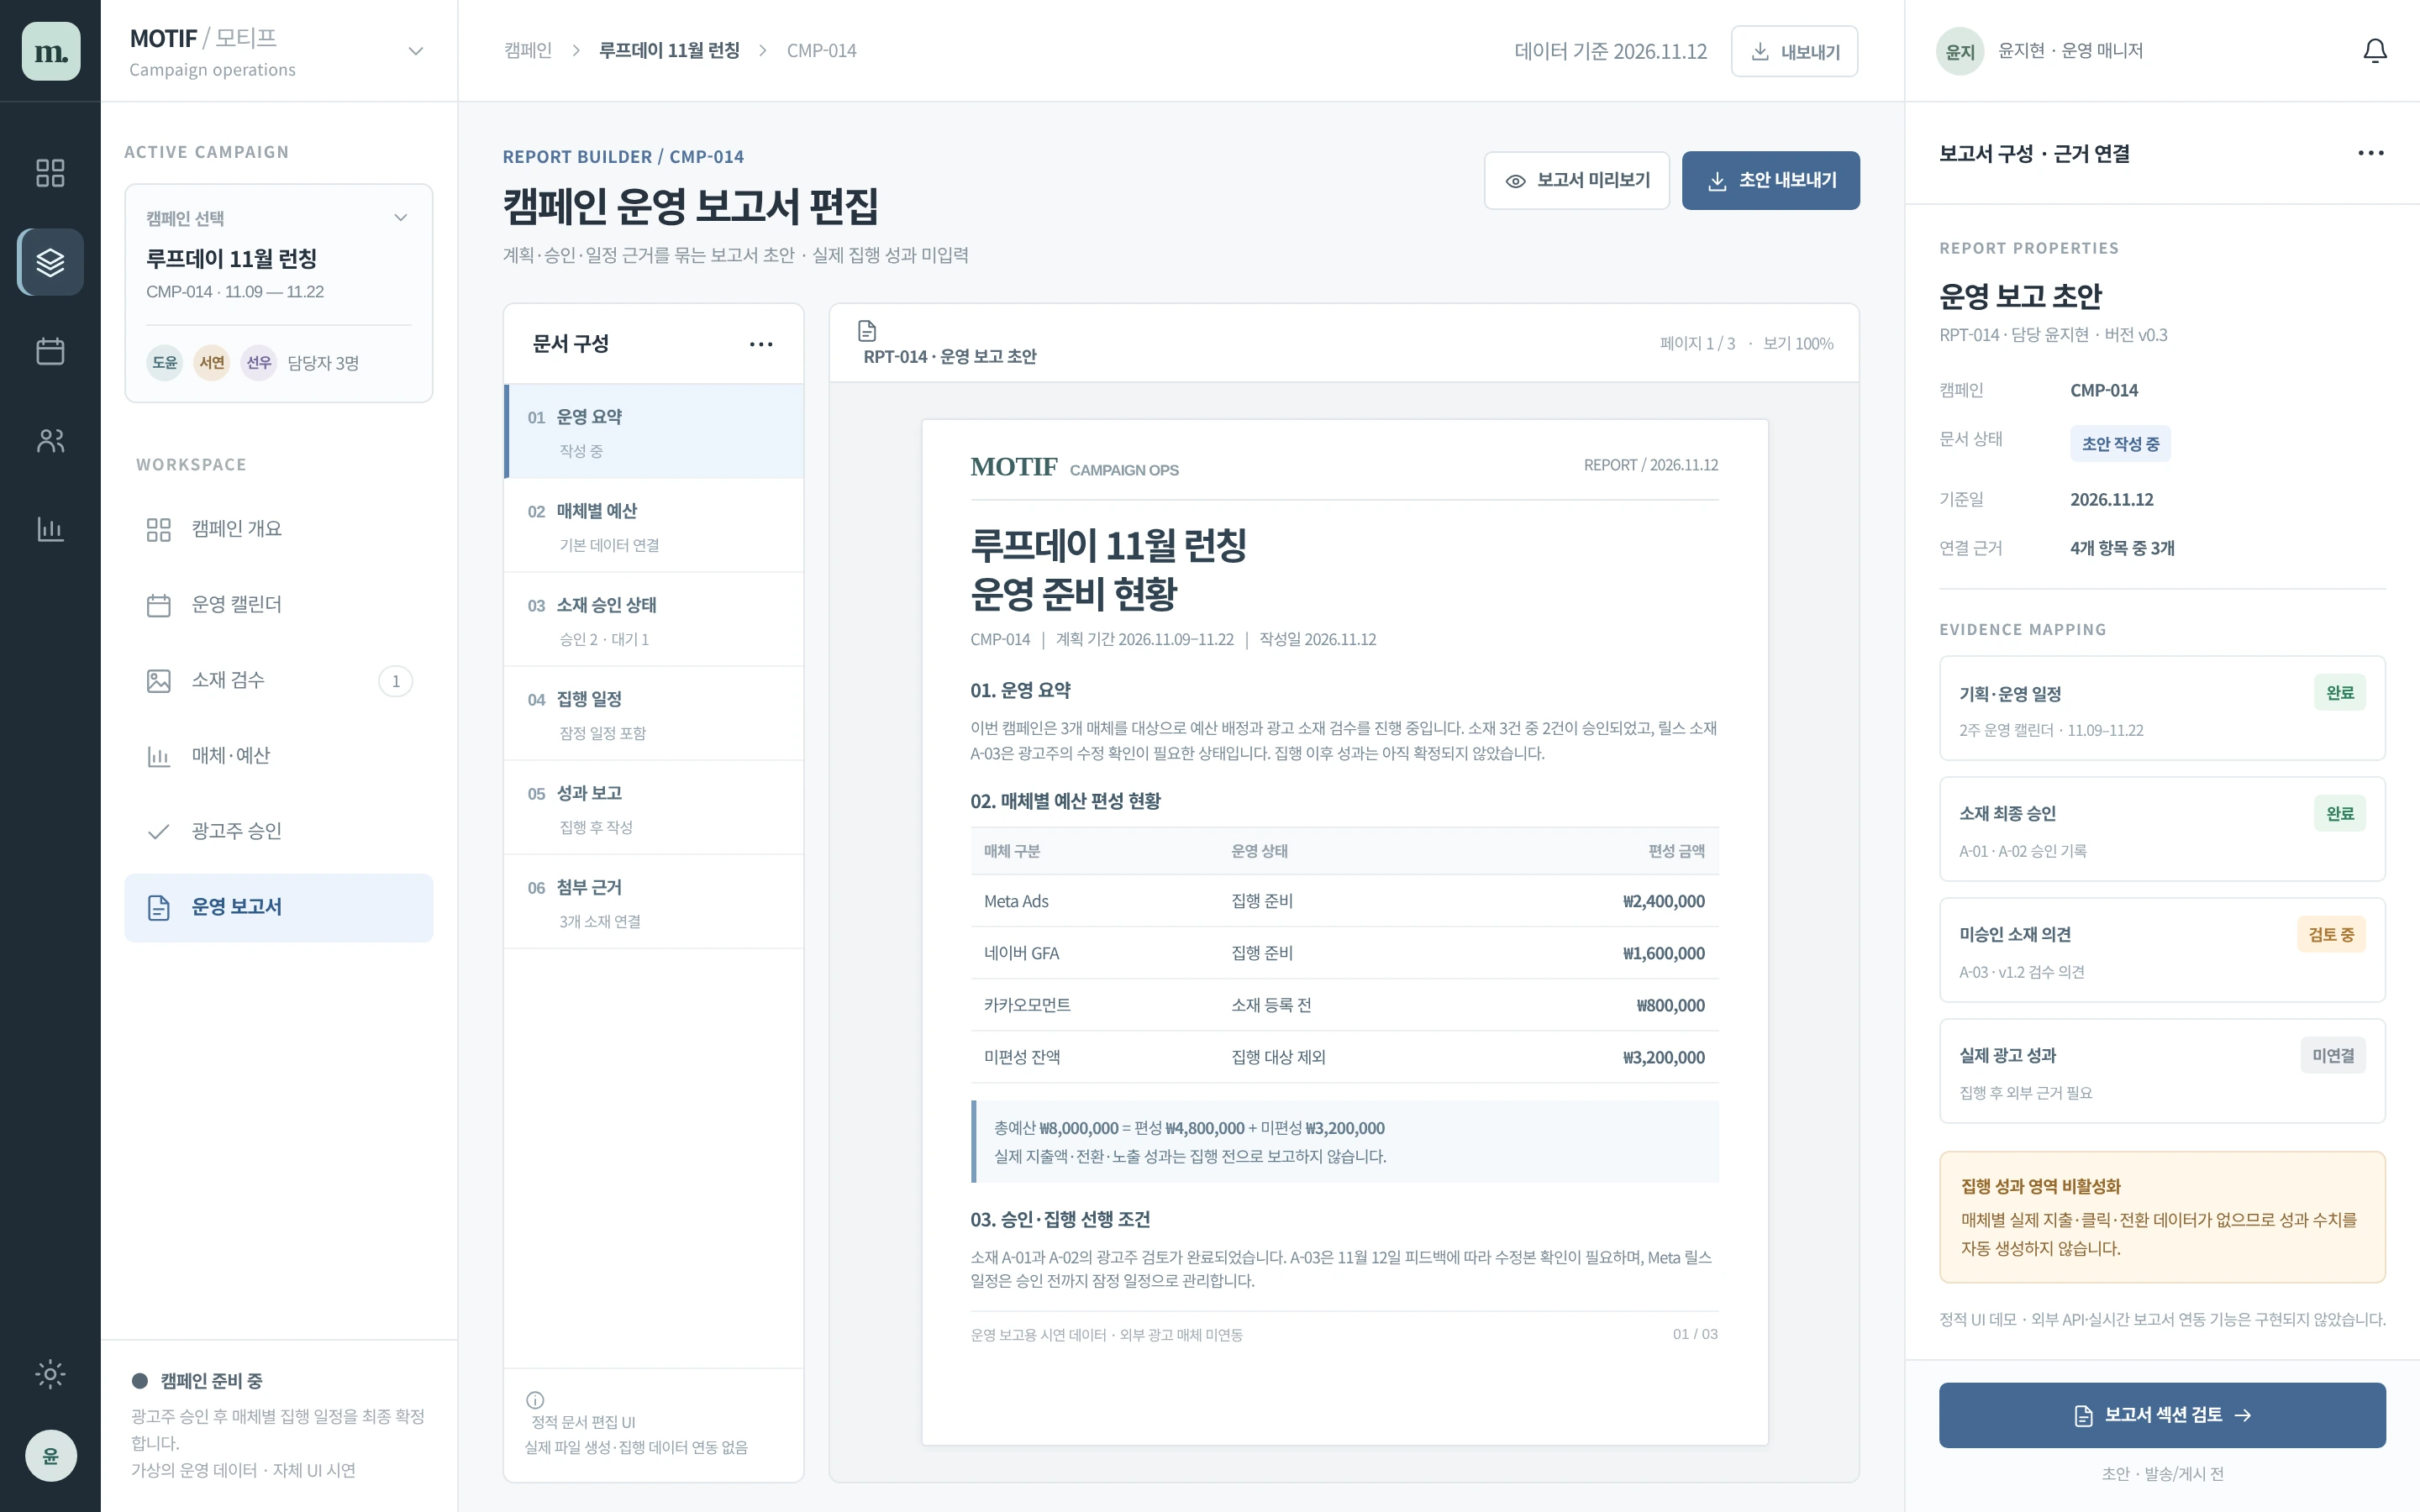 m.
MOTIF / 모티프
Campaign operations
ACTIVE CAMPAIGN
캠페인 선택
루프데이 11월 런칭
CMP-014 · 11.09 — 11.22
도윤 서연 선우 담당자 3명
WORKSPACE
캠페인 개요
운영 캘린더
소재 검수 1
매체·예산
광고주 승인
운영 보고서
캠페인 준비 중
광고주 승인 후 매체별 집행 일정을 최종 확정
합니다.
가상의 운영 데이터 · 자체 UI 시연
윤
캠페인 > 루프데이 11월 런칭 > CMP-014
데이터 기준 2026.11.12
내보내기
REPORT BUILDER / CMP-014
캠페인 운영 보고서 편집
계획·승인·일정 근거를 묶는 보고서 초안 · 실제 집행 성과 미입력
보고서 미리보기
초안 내보내기
문서 구성
01 운영 요약
작성 중
02 매체별 예산
기본 데이터 연결
03 소재 승인 상태
승인 2 · 대기 1
04 집행 일정
잠정 일정 포함
05 성과 보고
집행 후 작성
06 첨부 근거
3개 소재 연결
정적 문서 편집 UI
실제 파일 생성·집행 데이터 연동 없음
RPT-014 · 운영 보고 초안
페이지 1 / 3 · 보기 100%
MOTIF CAMPAIGN OPS
REPORT / 2026.11.12
루프데이 11월 런칭
운영 준비 현황
CMP-014 | 계획 기간 2026.11.09–11.22 | 작성일 2026.11.12
01. 운영 요약
이번 캠페인은 3개 매체를 대상으로 예산 배정과 광고 소재 검수를 진행 중입니다. 소재 3건 중 2건이 승인되었고, 릴스 소재
A-03은 광고주의 수정 확인이 필요한 상태입니다. 집행 이후 성과는 아직 확정되지 않았습니다.
02. 매체별 예산 편성 현황
매체 구분 운영 상태 편성 금액
Meta Ads 집행 준비 ₩2,400,000
네이버 GFA 집행 준비 ₩1,600,000
카카오모먼트 소재 등록 전 ₩800,000
미편성 잔액 집행 대상 제외 ₩3,200,000
총예산 ₩8,000,000 = 편성 ₩4,800,000 + 미편성 ₩3,200,000
실제 지출액·전환·노출 성과는 집행 전으로 보고하지 않습니다.
03. 승인·집행 선행 조건
소재 A-01과 A-02의 광고주 검토가 완료되었습니다. A-03은 11월 12일 피드백에 따라 수정본 확인이 필요하며, Meta 릴스
일정은 승인 전까지 잠정 일정으로 관리합니다.
운영 보고용 시연 데이터 · 외부 광고 매체 미연동
01 / 03
윤지 윤지현 · 운영 매니저
보고서 구성 · 근거 연결
REPORT PROPERTIES
운영 보고 초안
RPT-014 · 담당 윤지현 · 버전 v0.3
캠페인 CMP-014
문서 상태 초안 작성 중
기준일 2026.11.12
연결 근거 4개 항목 중 3개
EVIDENCE MAPPING
기획·운영 일정 완료
2주 운영 캘린더 · 11.09–11.22
소재 최종 승인 완료
A-01 · A-02 승인 기록
미승인 소재 의견 검토 중
A-03 · v1.2 검수 의견
실제 광고 성과 미연결
집행 후 외부 근거 필요
집행 성과 영역 비활성화
매체별 실제 지출·클릭·전환 데이터가 없으므로 성과 수치를
자동 생성하지 않습니다.
정적 UI 데모 · 외부 API·실시간 보고서 연동 기능은 구현되지 않았습니다.
보고서 섹션 검토 →
초안 · 발송/게시 전